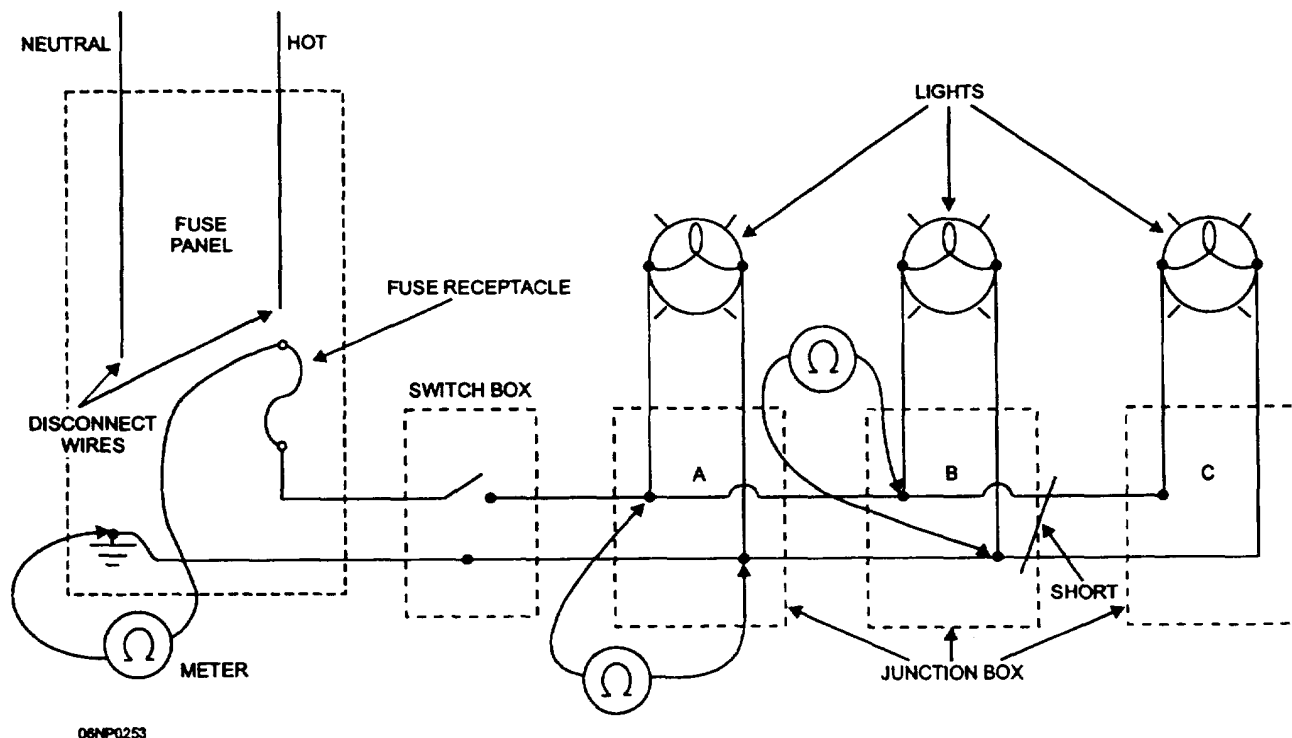 NEUTRAL
HOT
LIGHTS
FUSE
PANEL
FUSE RECEPTACLE
SWITCH BOX
DISCONNECT
WIRES
Ω
A
B
C
SHORT
Ω
METER
Ω
JUNCTION BOX
06NP0253